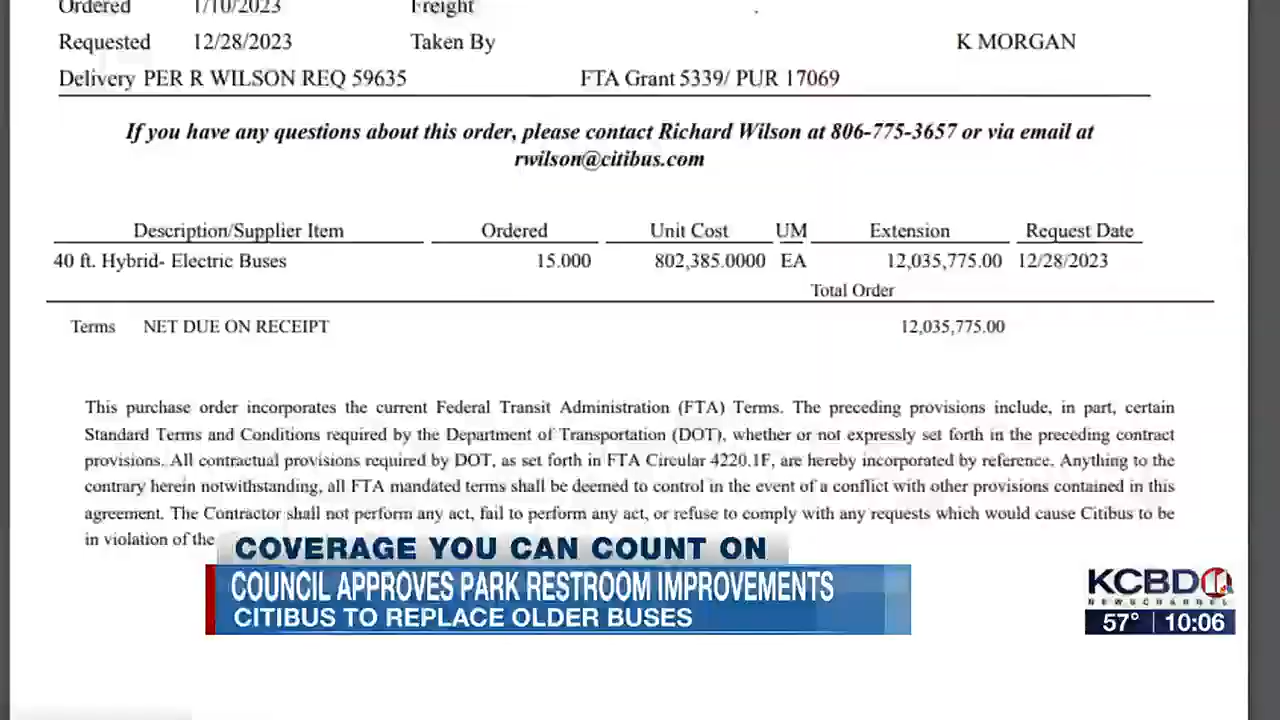 Ordered 1/10/2023 Freight
Requested 12/28/2023 Taken By K MORGAN
Delivery PER R WILSON REQ 59635 FTA Grant 5339/ PUR 17069
If you have any questions about this order, please contact Richard Wilson at 806-775-3657 or via email at
rwilson@citibus.com
Description/Supplier Item Ordered Unit Cost UM Extension Request Date
40 ft. Hybrid- Electric Buses 15.000 802,385.0000 EA 12,035,775.00 12/28/2023
Total Order
Terms NET DUE ON RECEIPT 12,035,775.00
This purchase order incorporates the current Federal Transit Administration (FTA) Terms. The preceding provisions include, in part, certain
Standard Terms and Conditions required by the Department of Transportation (DOT), whether or not expressly set forth in the preceding contract
provisions. All contractual provisions required by DOT, as set forth in FTA Circular 4220.1F, are hereby incorporated by reference. Anything to the
contrary herein notwithstanding, all FTA mandated terms shall be deemed to control in the event of a conflict with other provisions contained in this
agreement. The Contractor shall not perform any act, fail to perform any act, or refuse to comply with any requests which would cause Citibus to be
in violation of the
COVERAGE YOU CAN COUNT ON
COUNCIL APPROVES PARK RESTROOM IMPROVEMENTS
CITIBUS TO REPLACE OLDER BUSES
KCBD 11
NEWSCHANNEL
57° 10:06